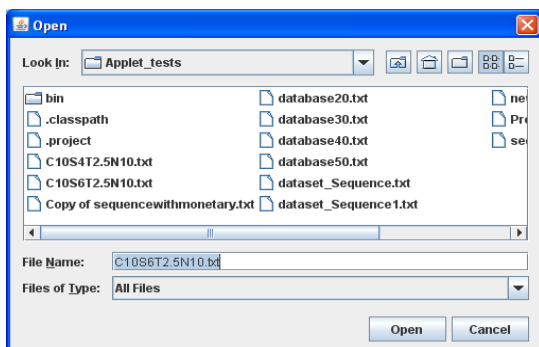 Open
Look In: Applet_tests
bin
.classpath
.project
C10S4T2.5N10.txt
C10S6T2.5N10.txt
Copy of sequencewithmonetary.txt
database20.txt
database30.txt
database40.txt
database50.txt
dataset_Sequence.txt
dataset_Sequence1.txt
File Name: C10S6T2.5N10.txt
Files of Type: All Files
Open Cancel